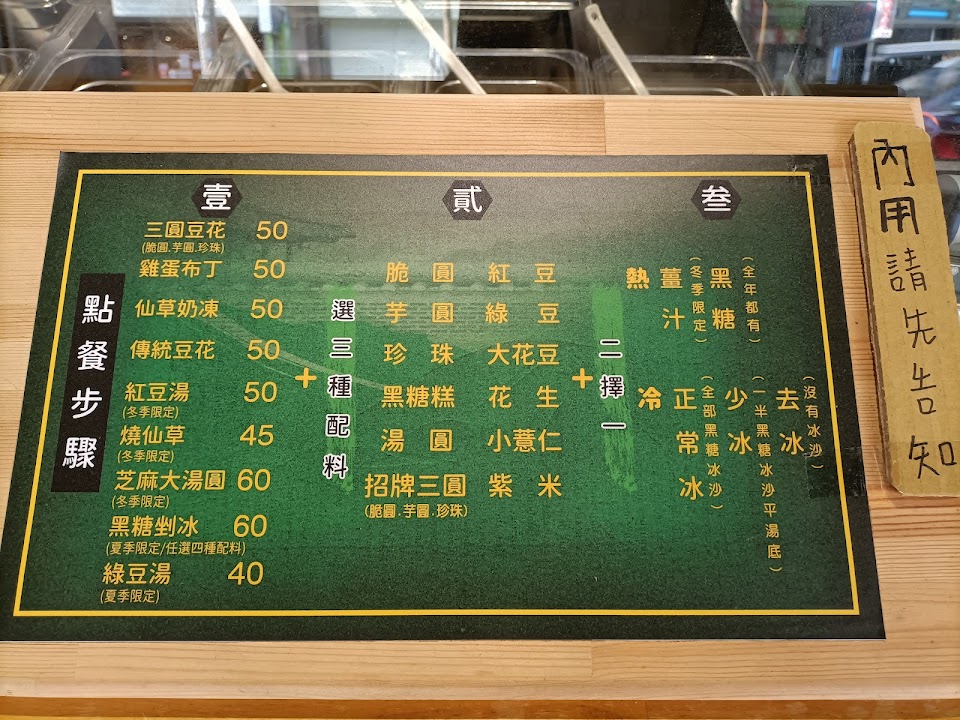 點餐步驟
壹
三圓豆花 50
(脆圓.芋圓.珍珠)
雞蛋布丁 50
仙草奶凍 50
傳統豆花 50
紅豆湯 50
(冬季限定)
燒仙草 45
(冬季限定)
芝麻大湯圓 60
(冬季限定)
黑糖剉冰 60
(夏季限定/任選四種配料)
綠豆湯 40
(夏季限定)
+
選三種配料
貳
脆圓 紅豆
芋圓 綠豆
珍珠 大花豆
黑糖糕 花生
湯圓 小薏仁
招牌三圓 紫米
(脆圓.芋圓.珍珠)
+
二擇一
叁
熱
薑汁
(冬季限定)
黑糖
(全年都有)
冷
正常冰
(全部黑糖冰沙)
少冰
(一半黑糖冰沙平湯底)
去冰
(沒有冰沙)
內用請先告知